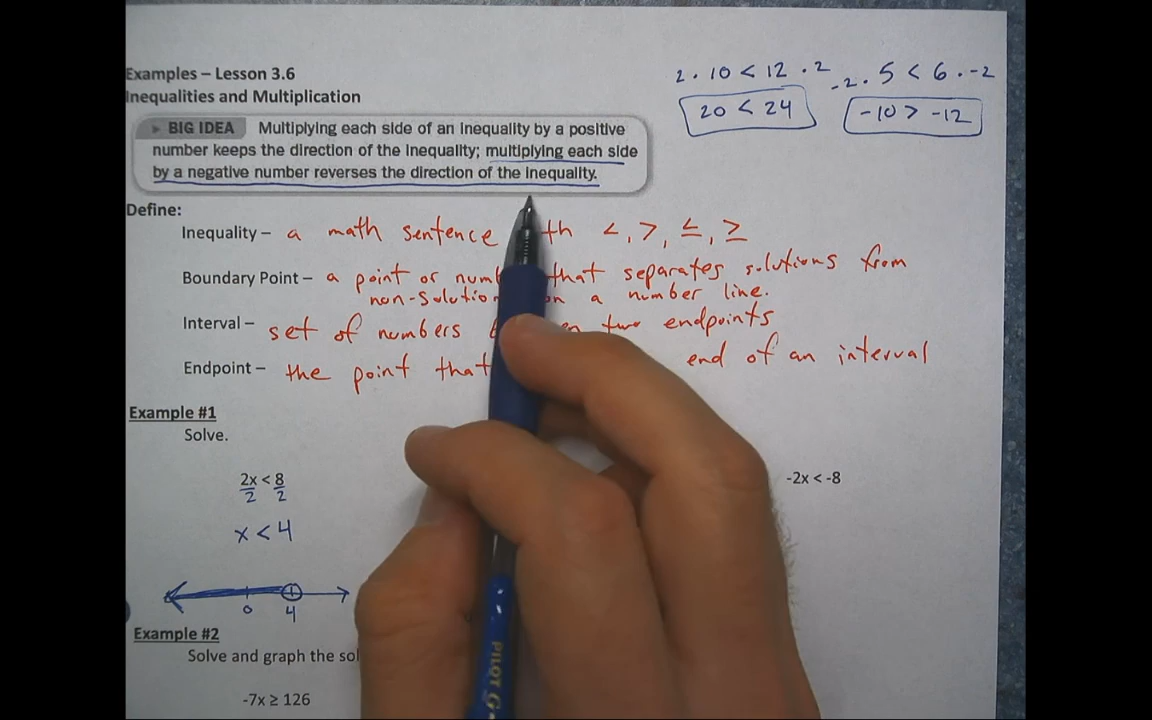 Examples – Lesson 3.6
Inequalities and Multiplication
2 · 10 < 12 · 2
20 < 24
-2 · 5 < 6 · -2
-10 > -12
▸ BIG IDEA Multiplying each side of an inequality by a positive
number keeps the direction of the inequality; multiplying each side
by a negative number reverses the direction of the inequality.
Define:
Inequality – a math sentence th <, >, ≤, ≥
Boundary Point – a point or num that separates solutions from
non-solutio a number line.
Interval – set of numbers two endpoints
Endpoint – the point that end of an interval
Example #1
Solve.
2x < 8
2 2
x < 4
0 4
-2x < -8
Example #2
Solve and graph the sol
-7x ≥ 126
PILOT G